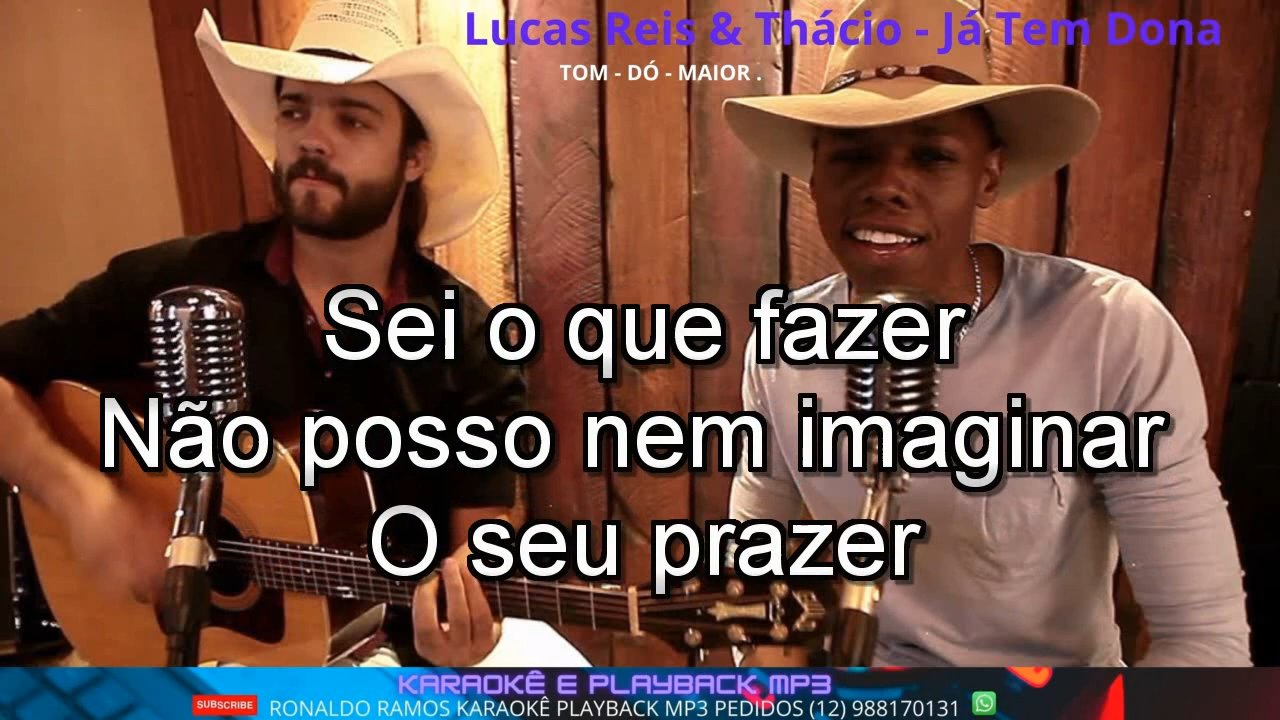 Lucas Reis & Thácio - Já Tem Dona
TOM - DÓ - MAIOR .
Sei o que fazer
Não posso nem imaginar
O seu prazer
KARAOKÊ E PLAYBACK MP3
SUBSCRIBE RONALDO RAMOS KARAOKÊ PLAYBACK MP3 PEDIDOS (12) 988170131